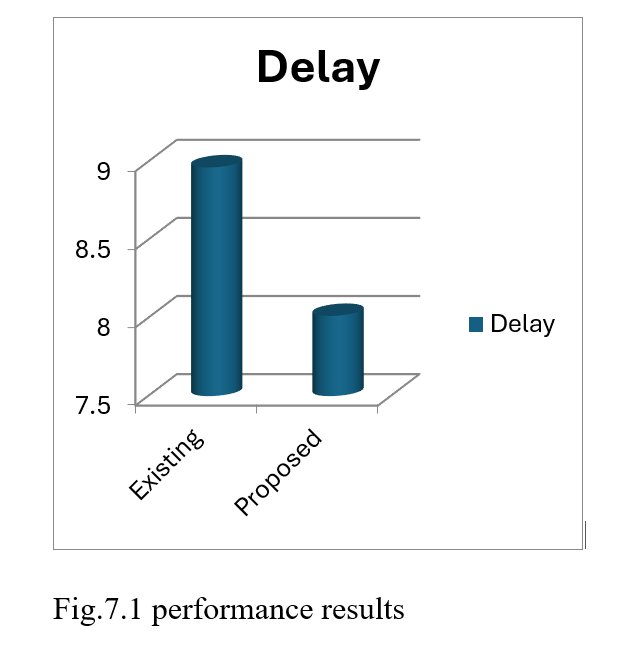 Delay
9
8.5
8
7.5
Existing
Proposed
Delay
Fig.7.1 performance results